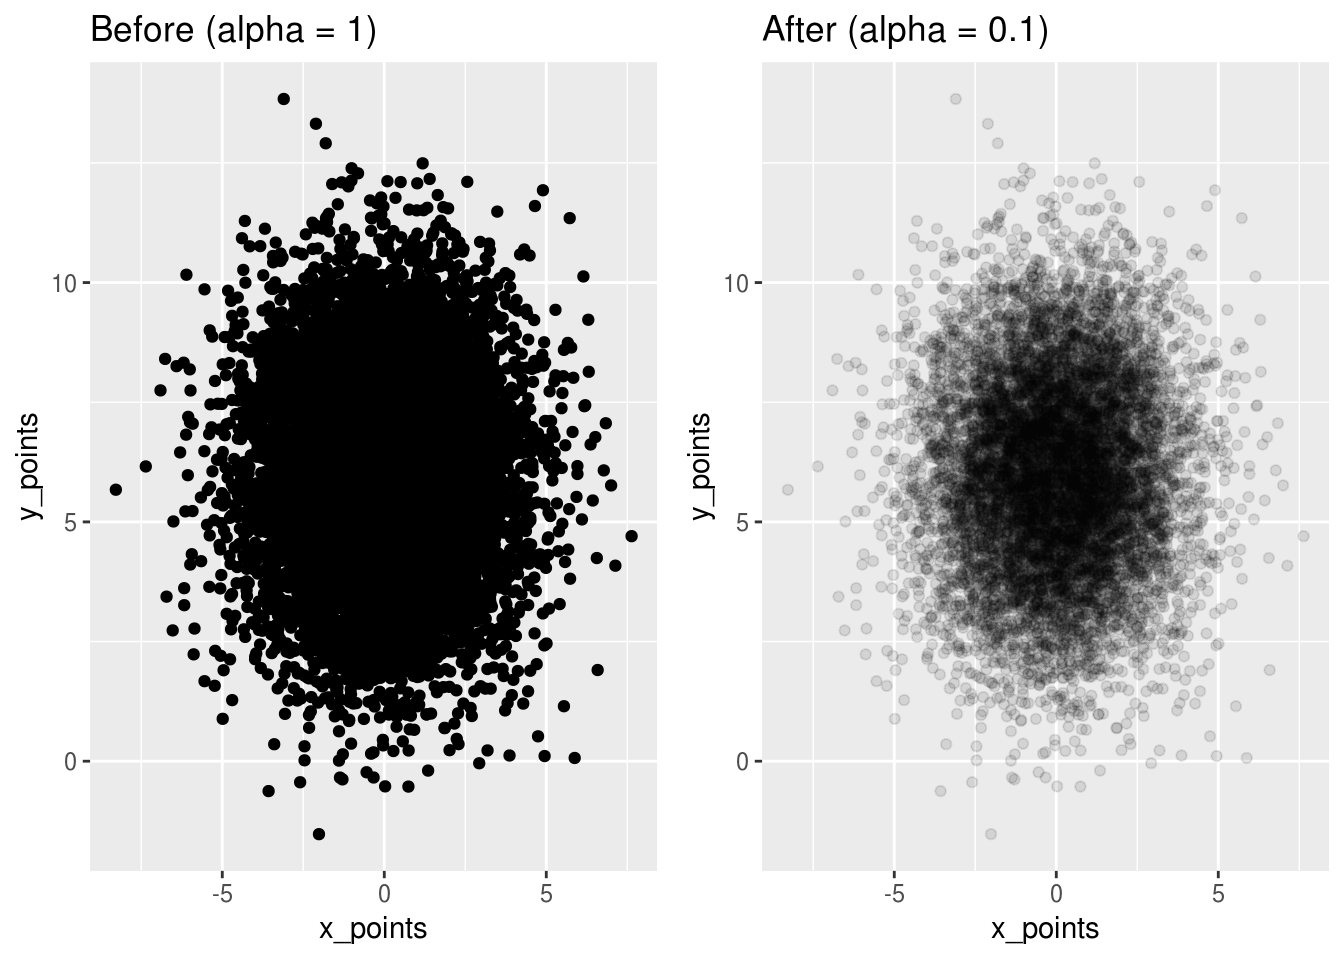 Before (alpha = 1)
y_points
10
5
0
-5
0
5
x_points
After (alpha = 0.1)
y_points
10
5
0
-5
0
5
x_points